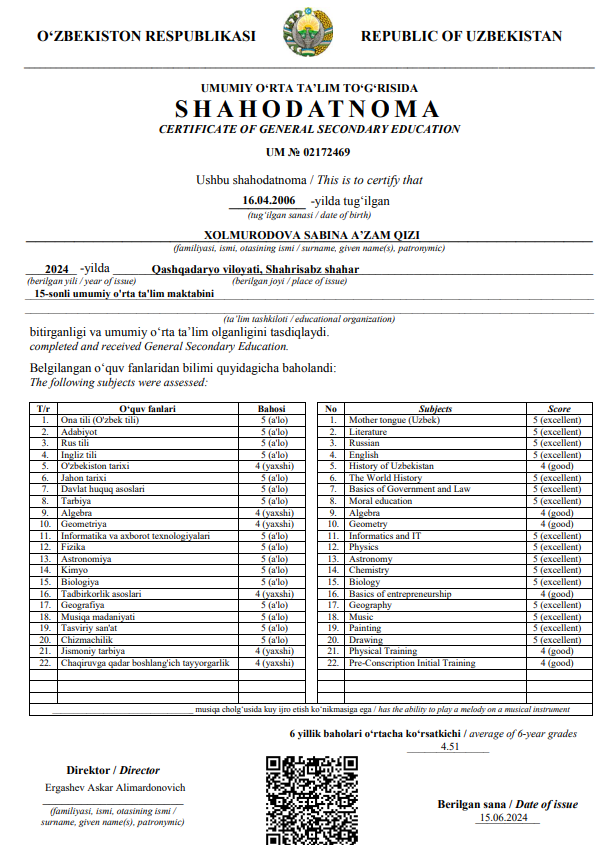 O‘ZBEKISTON RESPUBLIKASI REPUBLIC OF UZBEKISTAN
UMUMIY O‘RTA TA’LIM TO‘G‘RISIDA
SHAHODATNOMA
CERTIFICATE OF GENERAL SECONDARY EDUCATION
UM № 02172469
Ushbu shahodatnoma / This is to certify that
16.04.2006 -yilda tug‘ilgan
(tug‘ilgan sanasi / date of birth)
XOLMURODOVA SABINA A’ZAM QIZI
(familiyasi, ismi, otasining ismi / surname, given name(s), patronymic)
2024 -yilda Qashqadaryo viloyati, Shahrisabz shahar
(berilgan yili / year of issue) (berilgan joyi / place of issue)
15-sonli umumiy o'rta ta'lim maktabini
(ta’lim tashkiloti / educational organization)
bitirganligi va umumiy o‘rta ta’lim olganligini tasdiqlaydi.
completed and received General Secondary Education.
Belgilangan o‘quv fanlaridan bilimi quyidagicha baholandi:
The following subjects were assessed:
T/r O‘quv fanlari Bahosi No Subjects Score
1. Ona tili (O'zbek tili) 5 (a'lo) 1. Mother tongue (Uzbek) 5 (excellent)
2. Adabiyot 5 (a'lo) 2. Literature 5 (excellent)
3. Rus tili 5 (a'lo) 3. Russian 5 (excellent)
4. Ingliz tili 5 (a'lo) 4. English 5 (excellent)
5. O'zbekiston tarixi 4 (yaxshi) 5. History of Uzbekistan 4 (good)
6. Jahon tarixi 5 (a'lo) 6. The World History 5 (excellent)
7. Davlat huquq asoslari 5 (a'lo) 7. Basics of Government and Law 5 (excellent)
8. Tarbiya 5 (a'lo) 8. Moral education 5 (excellent)
9. Algebra 4 (yaxshi) 9. Algebra 4 (good)
10. Geometriya 4 (yaxshi) 10. Geometry 4 (good)
11. Informatika va axborot texnologiyalari 5 (a'lo) 11. Informatics and IT 5 (excellent)
12. Fizika 5 (a'lo) 12. Physics 5 (excellent)
13. Astronomiya 5 (a'lo) 13. Astronomy 5 (excellent)
14. Kimyo 5 (a'lo) 14. Chemistry 5 (excellent)
15. Biologiya 5 (a'lo) 15. Biology 5 (excellent)
16. Tadbirkorlik asoslari 4 (yaxshi) 16. Basics of entrepreneurship 4 (good)
17. Geografiya 5 (a'lo) 17. Geography 5 (excellent)
18. Musiqa madaniyati 5 (a'lo) 18. Music 5 (excellent)
19. Tasviriy san'at 5 (a'lo) 19. Painting 5 (excellent)
20. Chizmachilik 5 (a'lo) 20. Drawing 5 (excellent)
21. Jismoniy tarbiya 4 (yaxshi) 21. Physical Training 4 (good)
22. Chaqiruvga qadar boshlang'ich tayyorgarlik 4 (yaxshi) 22. Pre-Conscription Initial Training 4 (good)
musiqa cholg‘usida kuy ijro etish ko‘nikmasiga ega / has the ability to play a melody on a musical instrument
6 yillik baholari o‘rtacha ko‘rsatkichi / average of 6-year grades
4.51
Direktor / Director
Ergashev Askar Alimardonovich
(familiyasi, ismi, otasining ismi /
surname, given name(s), patronymic)
Berilgan sana / Date of issue
15.06.2024